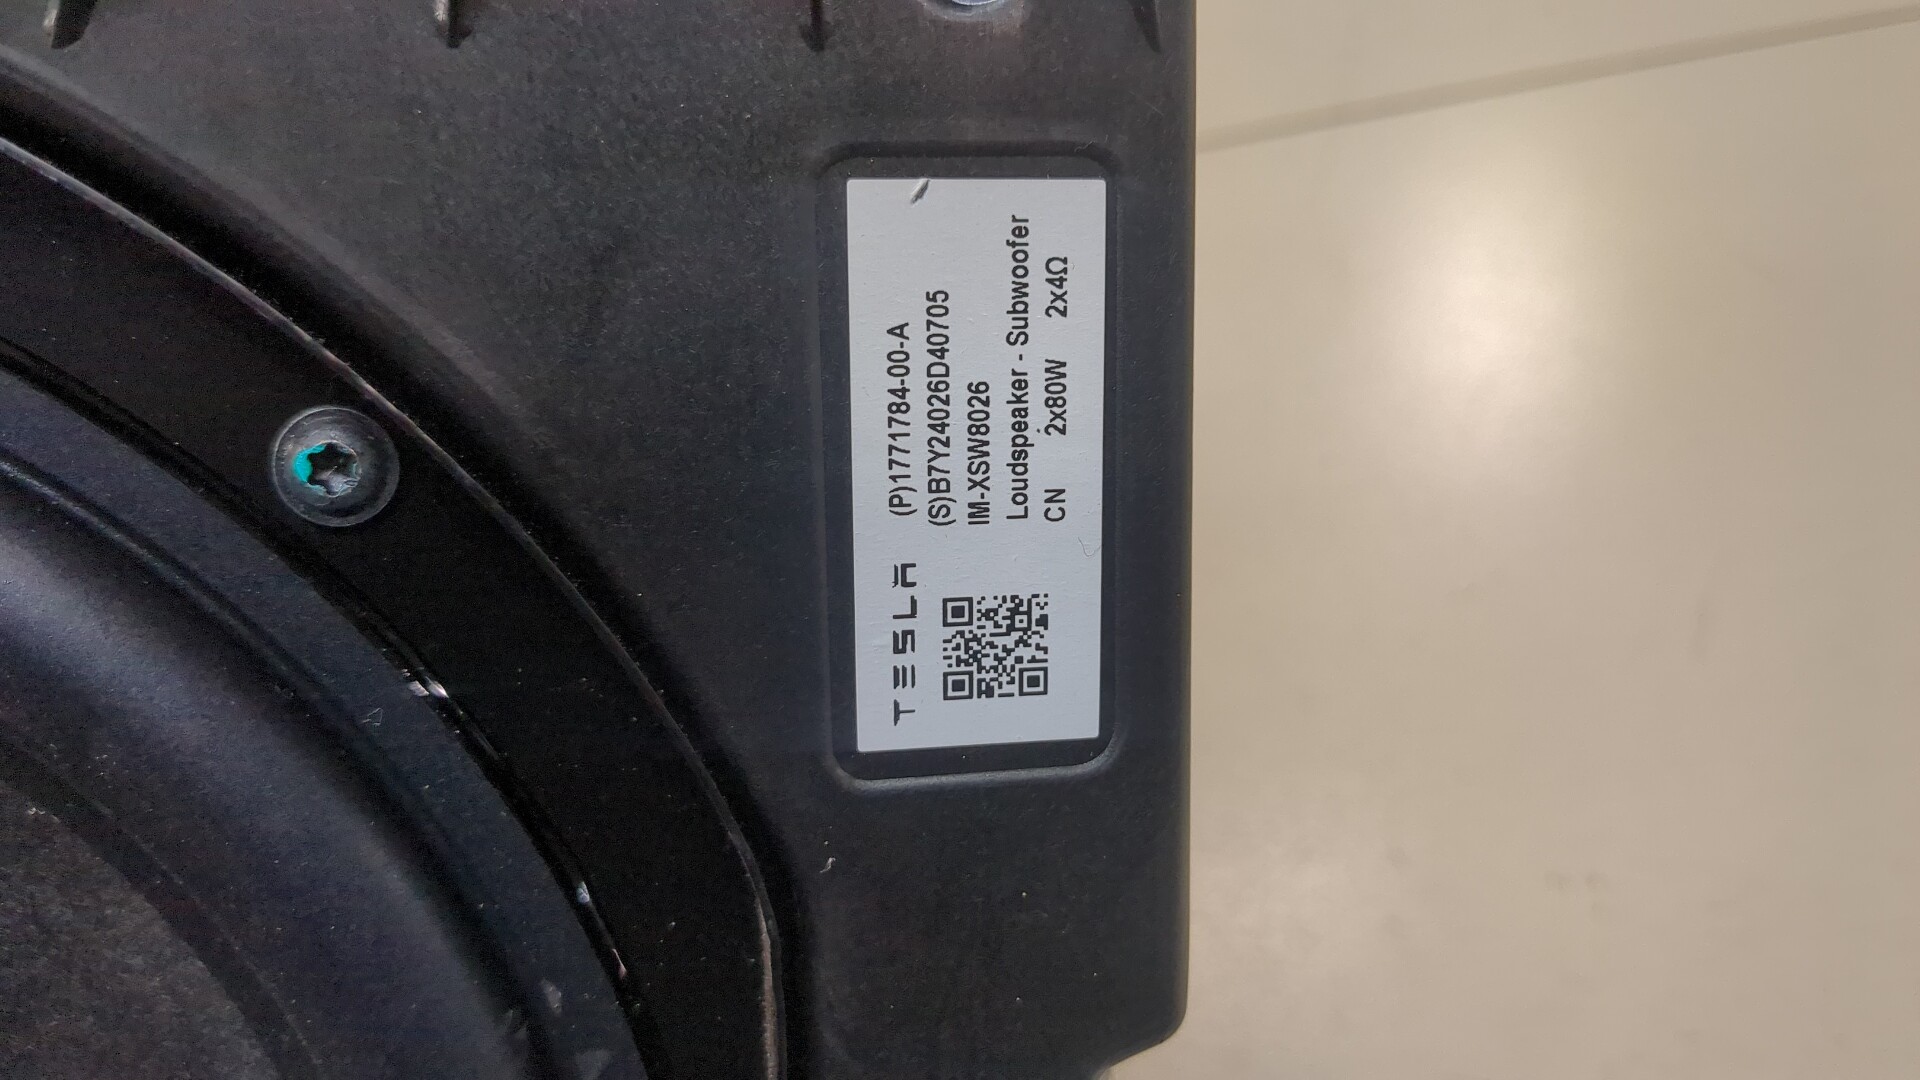 TESLA
(P)1771784-00-A
(S)B7Y24026D40705
IM-XSW8026
Loudspeaker - Subwoofer
CN 2x80W 2x4Ω